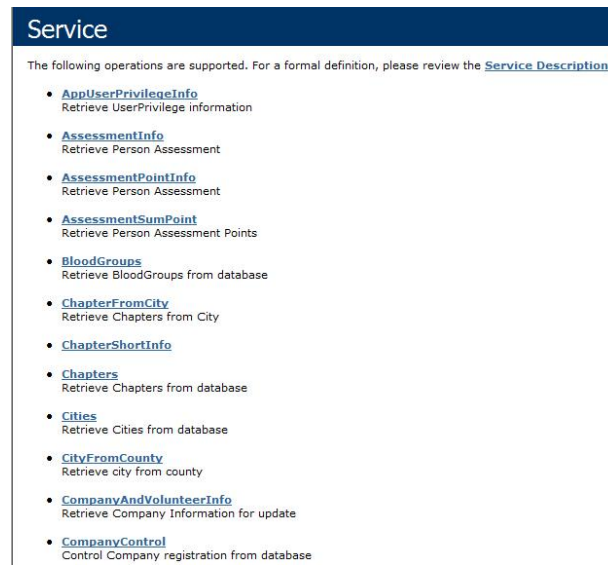 Service
The following operations are supported. For a formal definition, please review the Service Description
AppUserPrivilegeInfo
Retrieve UserPrivilege information
AssessmentInfo
Retrieve Person Assessment
AssessmentPointInfo
Retrieve Person Assessment
AssessmentSumPoint
Retrieve Person Assessment Points
BloodGroups
Retrieve BloodGroups from database
ChapterFromCity
Retrieve Chapters from City
ChapterShortInfo
Chapters
Retrieve Chapters from database
Cities
Retrieve Cities from database
CityFromCounty
Retrieve city from county
CompanyAndVolunteerInfo
Retrieve Company Information for update
CompanyControl
Control Company registration from database